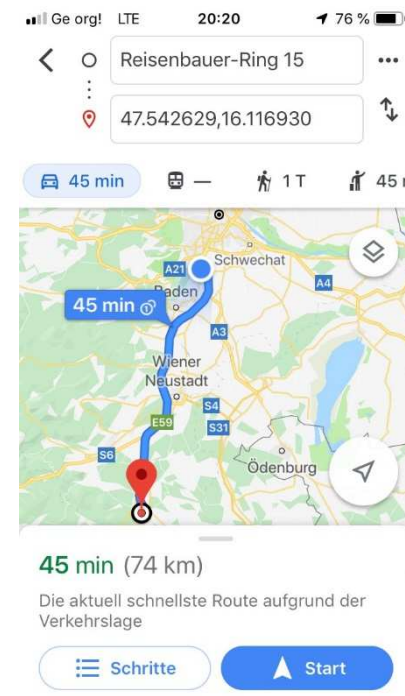 Ge org! LTE 20:20 76 %
Reisenbauer-Ring 15
47.542629,16.116930
45 min — 1 T 45
Schwechat
A21
A4
Baden
45 min
A3
Wiener
Neustadt
S4
E59
S31
S6
Ödenburg
45 min (74 km)
Die aktuell schnellste Route aufgrund der
Verkehrslage
Schritte Start